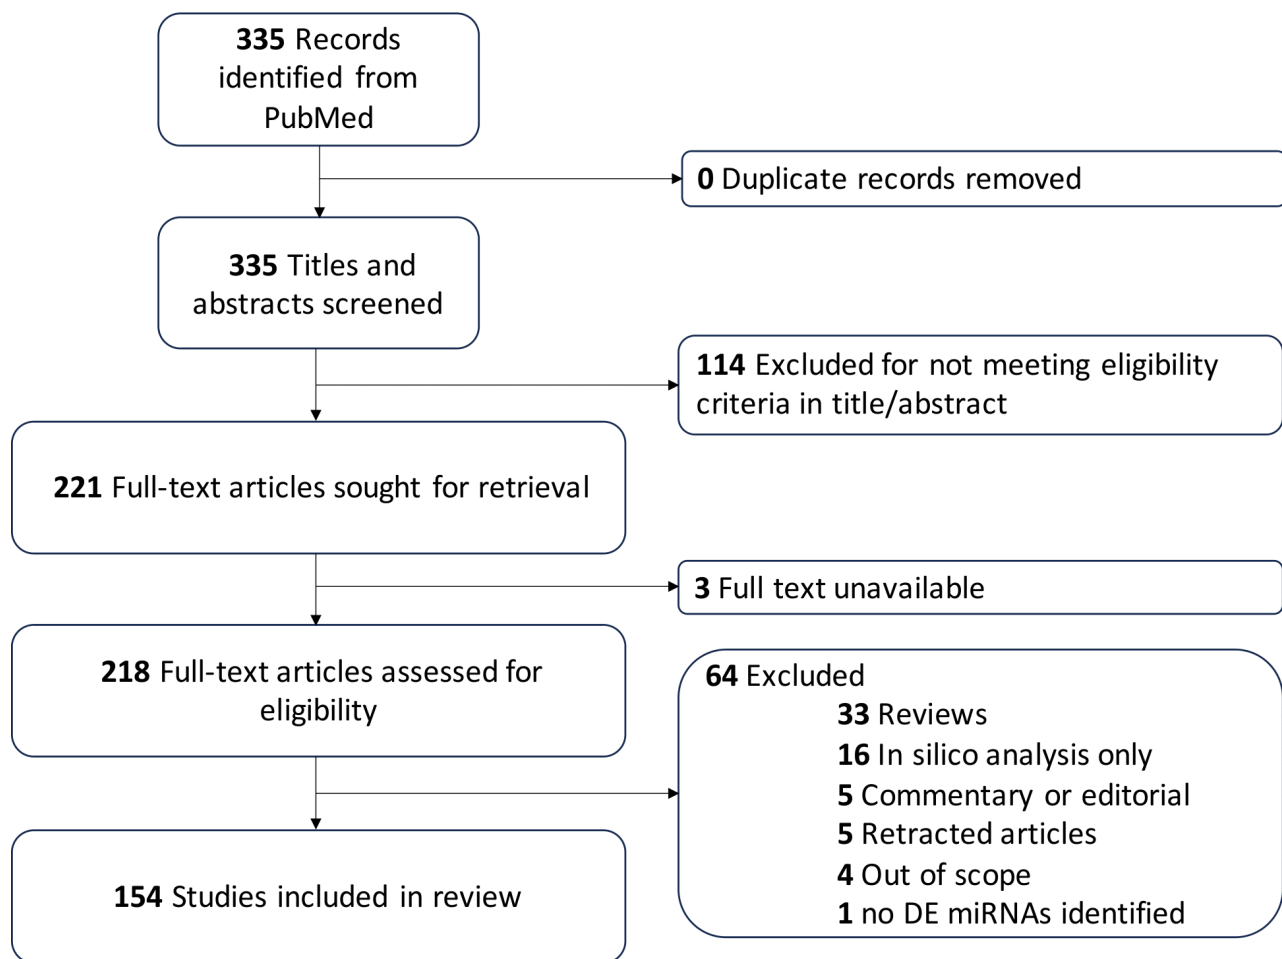 335 Records
identified from
PubMed
0 Duplicate records removed
335 Titles and
abstracts screened
114 Excluded for not meeting eligibility
criteria in title/abstract
221 Full-text articles sought for retrieval
3 Full text unavailable
218 Full-text articles assessed for
eligibility
64 Excluded
33 Reviews
16 In silico analysis only
5 Commentary or editorial
5 Retracted articles
4 Out of scope
1 no DE miRNAs identified
154 Studies included in review